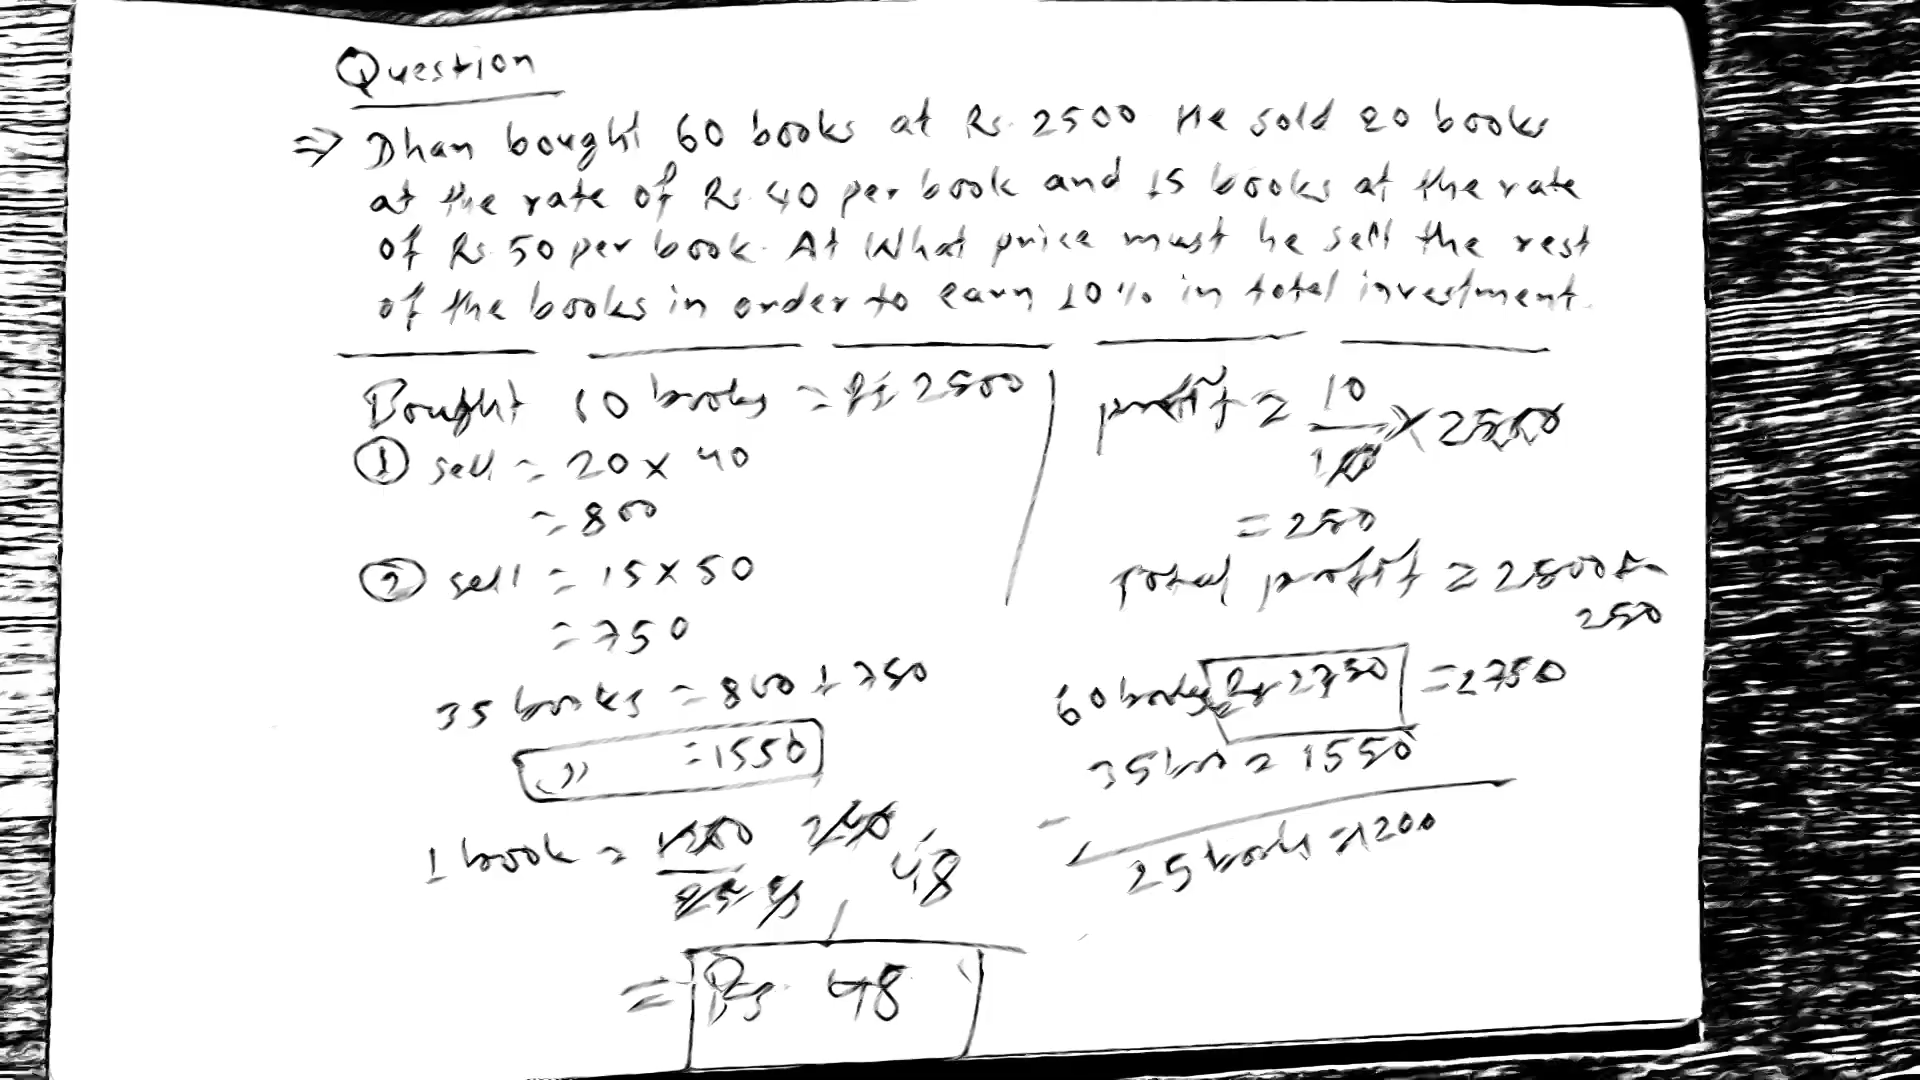 Question
⇒ Dhan bought 60 books at Rs. 2500 He sold 20 books
at the rate of Rs. 40 per book and 15 books at the rate
of Rs. 50 per book. At What price must he sell the rest
of the books in order to earn 10% in total investment.
Bought 60 books = Rs 2500
① sell = 20 x 40
= 800
② sell = 15 x 50
= 750
35 books = 800 + 750
" = 1550
1 book = 1200 240 48
25 5
= Rs 48
profit = 10
100 x 2500
= 250
Total profit = 2500 +
250
60 books Rs 2750 = 2750
35 boo = 1550
-
25 books = 1200